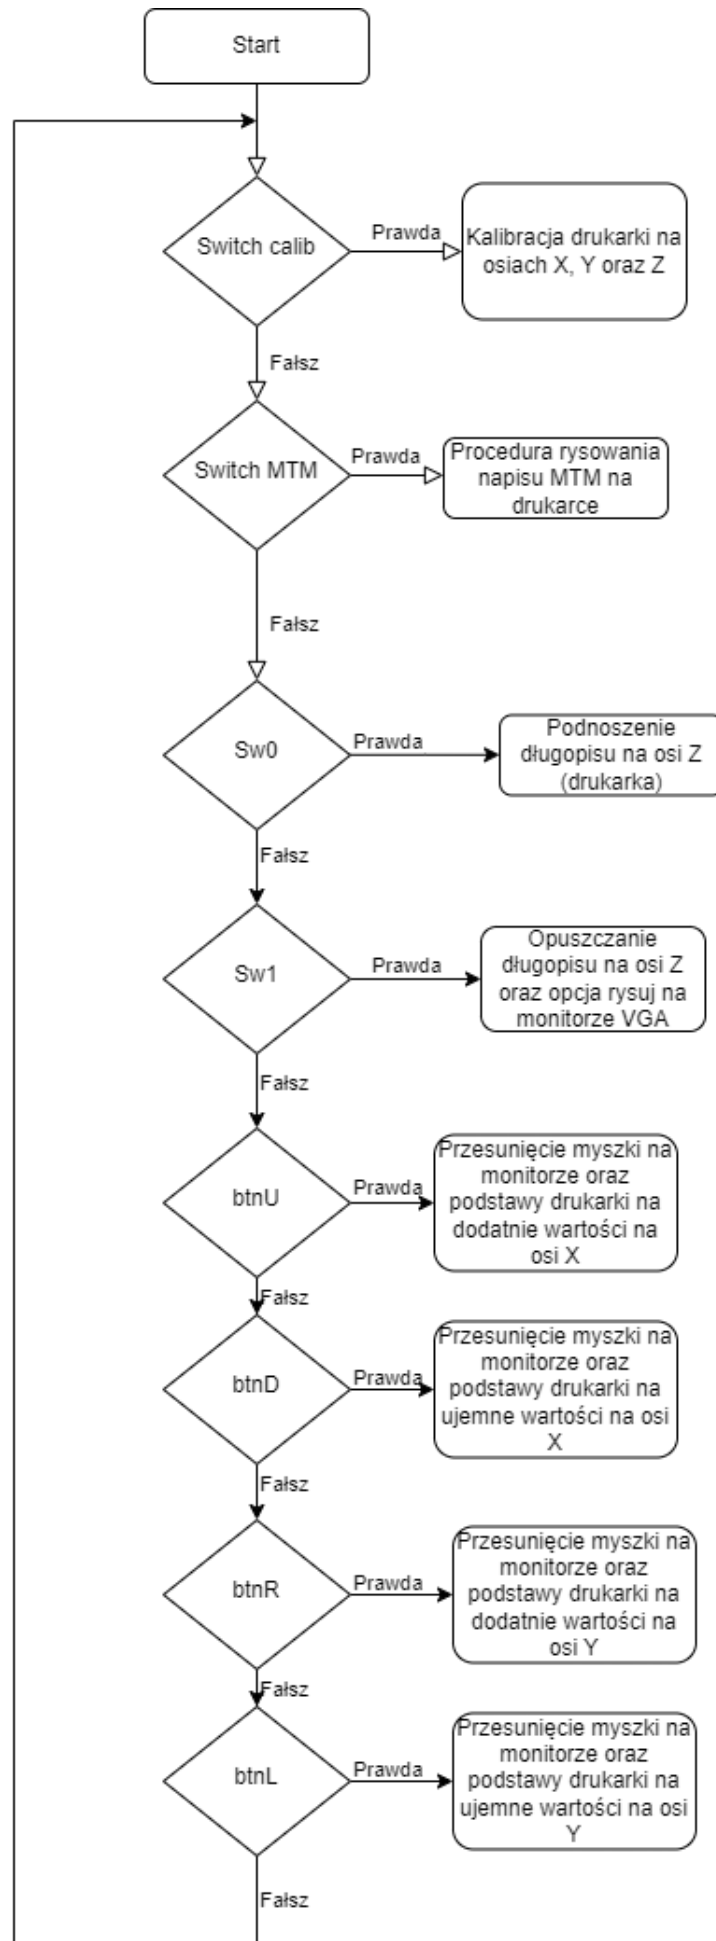 Start
Switch calib
Prawda
Kalibracja drukarki na
osiach X, Y oraz Z
Fałsz
Switch MTM
Prawda
Procedura rysowania
napisu MTM na
drukarce
Fałsz
Sw0
Prawda
Podnoszenie
długopisu na osi Z
(drukarka)
Fałsz
Sw1
Prawda
Opuszczanie
długopisu na osi Z
oraz opcja rysuj na
monitorze VGA
Fałsz
btnU
Prawda
Przesunięcie myszki na
monitorze oraz
podstawy drukarki na
dodatnie wartości na
osi X
Fałsz
btnD
Prawda
Przesunięcie myszki na
monitorze oraz
podstawy drukarki na
ujemne wartości na osi
X
Fałsz
btnR
Prawda
Przesunięcie myszki na
monitorze oraz
podstawy drukarki na
dodatnie wartości na
osi Y
Fałsz
btnL
Prawda
Przesunięcie myszki na
monitorze oraz
podstawy drukarki na
ujemne wartości na osi
Y
Fałsz